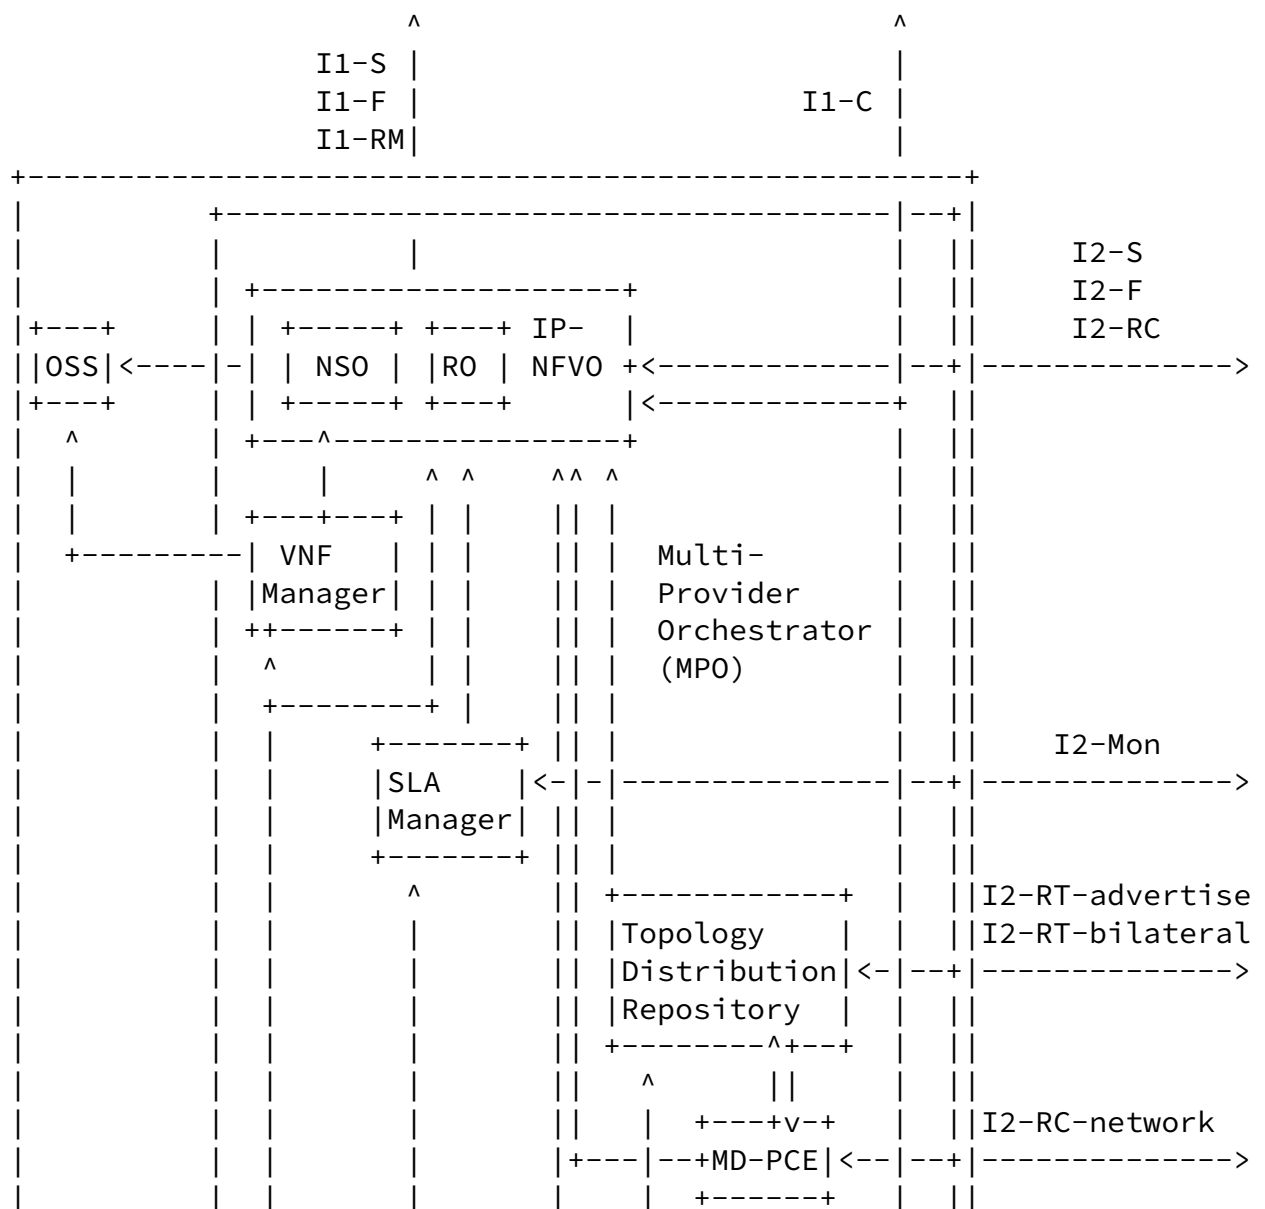 I1-S
I1-F I1-C
I1-RM
I2-S
I2-F
IP- I2-RC
OSS NSO RO NFVO
VNF Multi-
Manager Provider
Orchestrator
(MPO)
I2-Mon
SLA
Manager
I2-RT-advertise
Topology I2-RT-bilateral
Distribution
Repository
I2-RC-network
MD-PCE